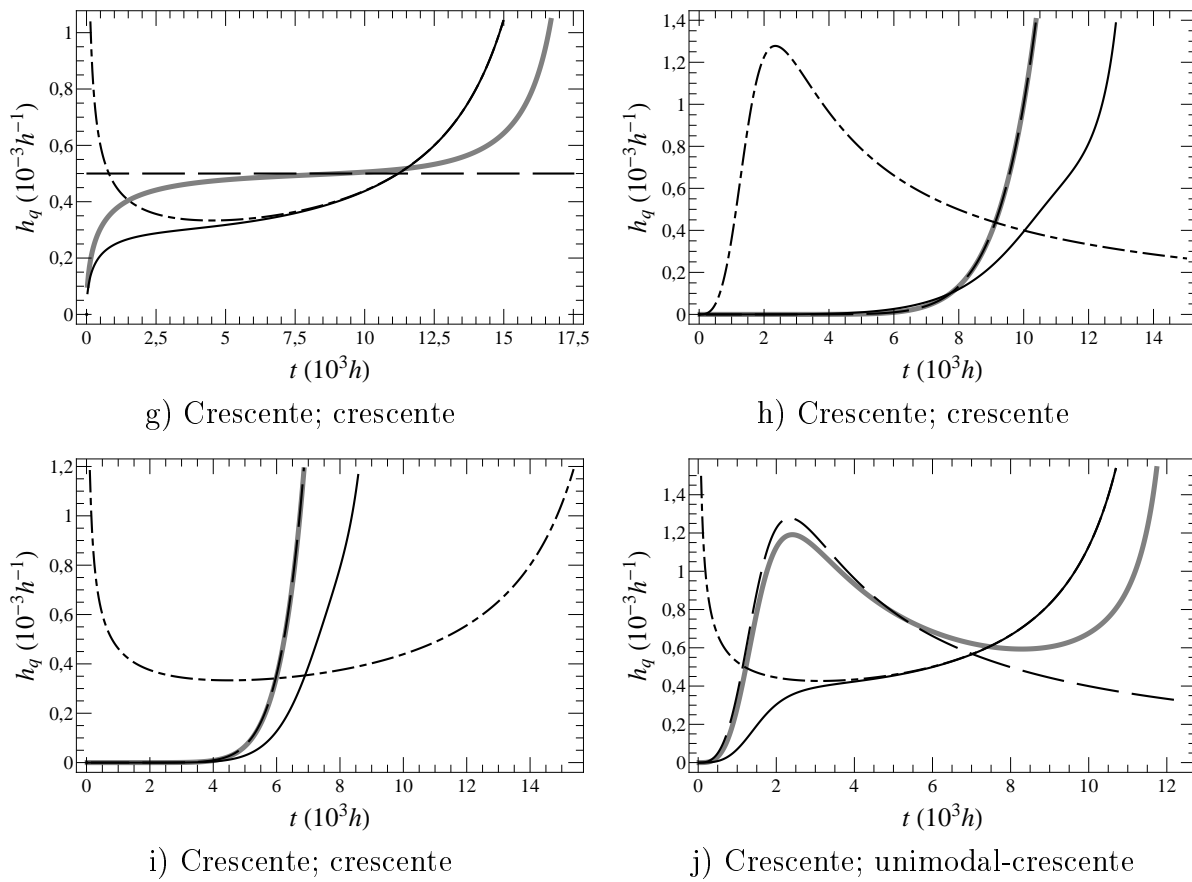 1
0,8
0,6
0,4
0,2
0
h_q (10^{-3}h^{-1})
0 2,5 5 7,5 10 12,5 15 17,5
t (10^3h)
g) Crescente; crescente
1,4
1,2
1
0,8
0,6
0,4
0,2
0
h_q (10^{-3}h^{-1})
0 2 4 6 8 10 12 14
t (10^3h)
h) Crescente; crescente
1,2
1
0,8
0,6
0,4
0,2
0
h_q (10^{-3}h^{-1})
0 2 4 6 8 10 12 14
t (10^3h)
i) Crescente; crescente
1,4
1,2
1
0,8
0,6
0,4
0,2
0
h_q (10^{-3}h^{-1})
0 2 4 6 8 10 12
t (10^3h)
j) Crescente; unimodal-crescente